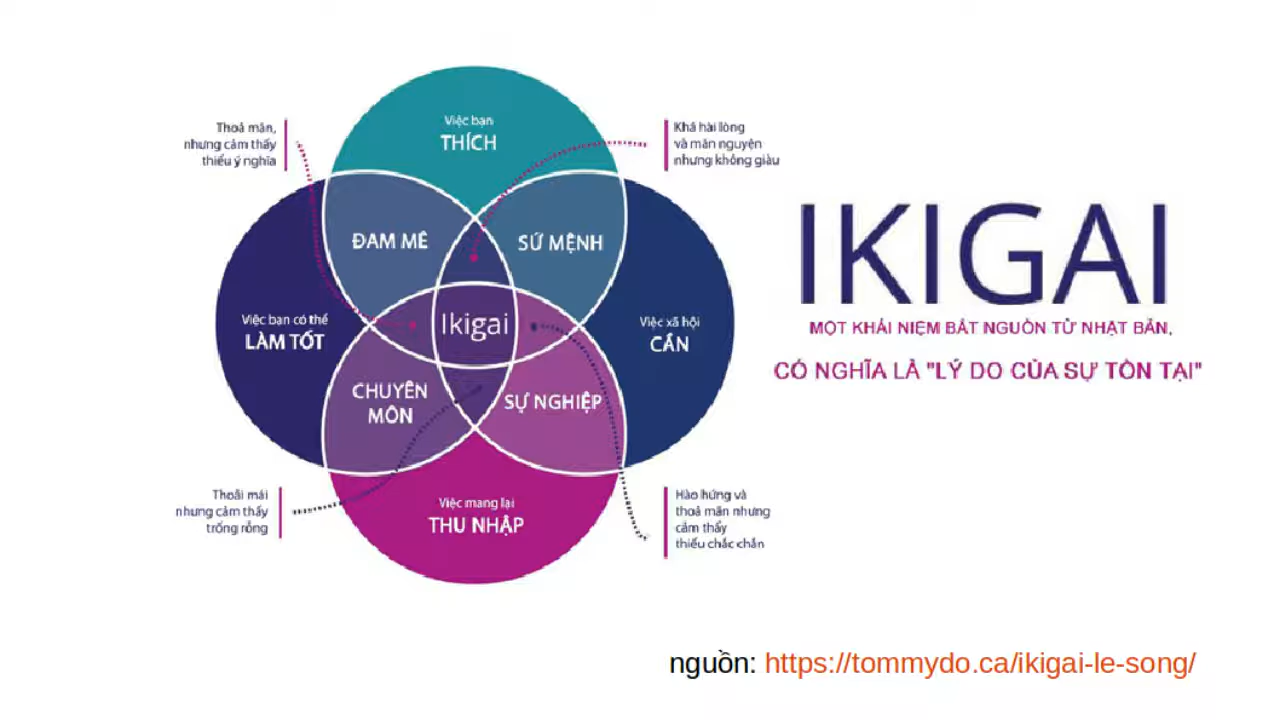 Việc bạn
THÍCH
Thoả mãn,
nhưng cảm thấy
thiếu ý nghĩa
Khá hài lòng
và mãn nguyện
nhưng không giàu
ĐAM MÊ
SỨ MỆNH
Việc bạn có thể
LÀM TỐT
Ikigai
Việc xã hội
CẦN
CHUYÊN
MÔN
SỰ NGHIỆP
Thoải mái
nhưng cảm thấy
trống rỗng
Việc mang lại
THU NHẬP
Hào hứng và
thoả mãn nhưng
cảm thấy
thiếu chắc chắn
IKIGAI
MỘT KHÁI NIỆM BẮT NGUỒN TỪ NHẬT BẢN,
CÓ NGHĨA LÀ "LÝ DO CỦA SỰ TỒN TẠI"
nguồn: https://tommydo.ca/ikigai-le-song/